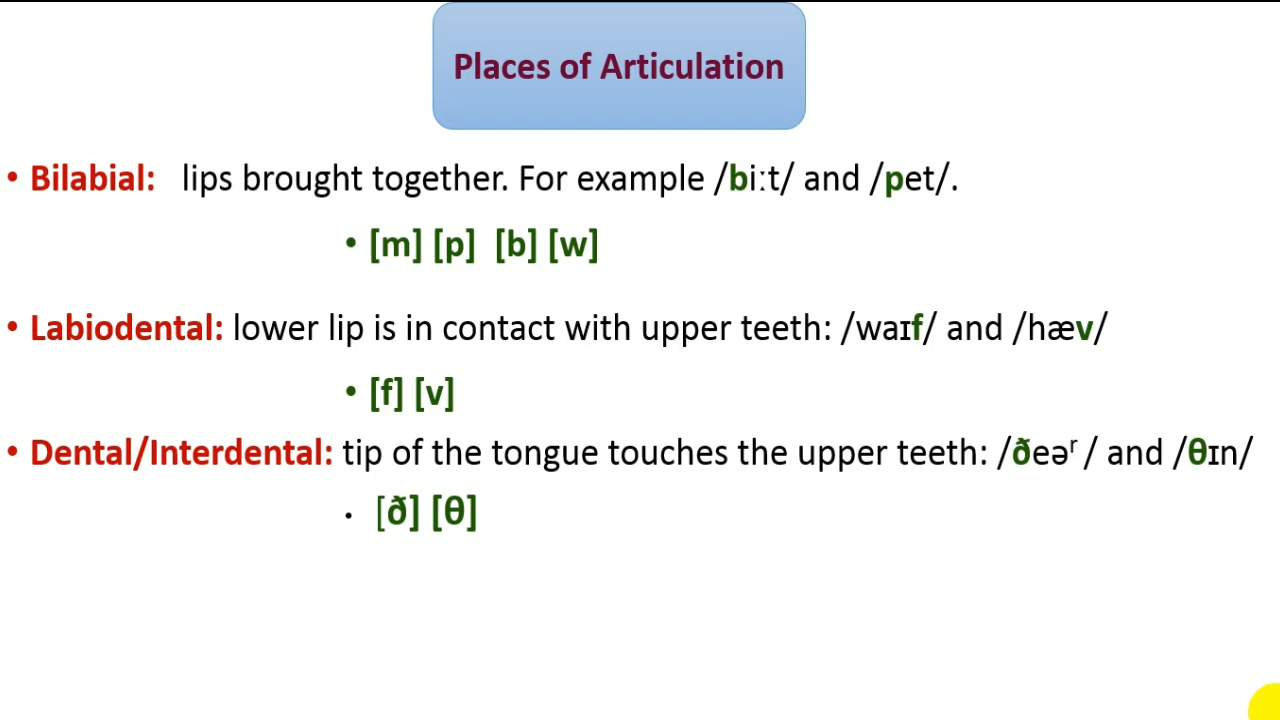 Places of Articulation
• Bilabial: lips brought together. For example /biːt/ and /pet/.
• [m] [p] [b] [w]
• Labiodental: lower lip is in contact with upper teeth: /waɪf/ and /hæv/
• [f] [v]
• Dental/Interdental: tip of the tongue touches the upper teeth: /ðeəʳ / and /θɪn/
• [ð] [θ]